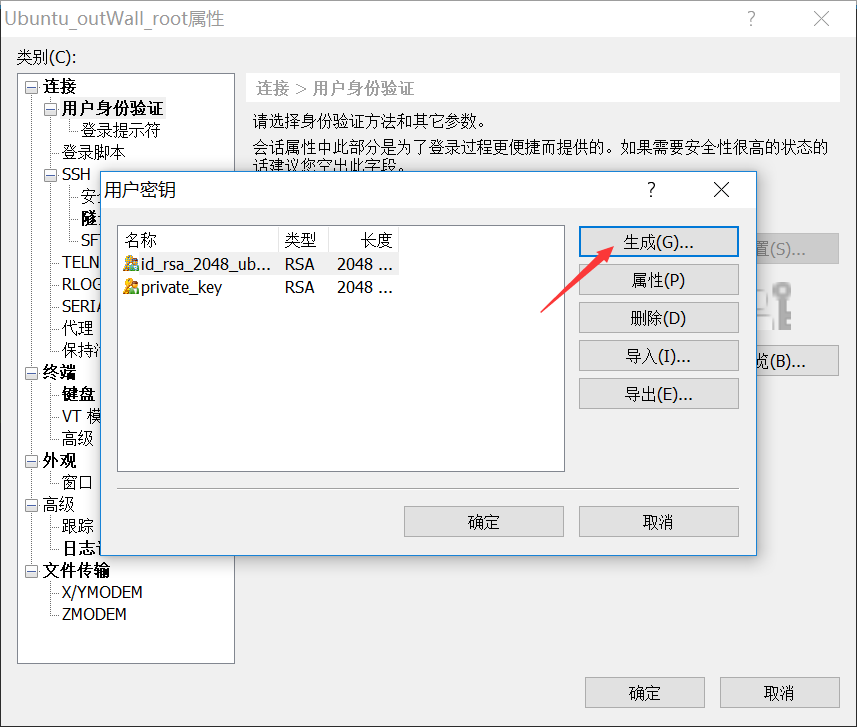 Ubuntu_outWall_root属性
类别(C):
连接
用户身份验证
登录提示符
登录脚本
SSH
TELN
RLOG
SERIA
代理
终端
键盘
VT 模
高级
外观
窗口
高级
跟踪
文件传输
X/YMODEM
ZMODEM
连接 > 用户身份验证
请选择身份验证方法和其它参数。
会话属性中此部分是为了登录过程更便捷而提供的。如果需要安全性很高的状态的
话建议您空出此字段。
用户密钥
名称 类型 长度
id_rsa_2048_ub... RSA 2048 ...
private_key RSA 2048 ...
生成(G)...
属性(P)
删除(D)
导入(I)...
导出(E)...
确定 取消
置(S)...
览(B)...
确定 取消